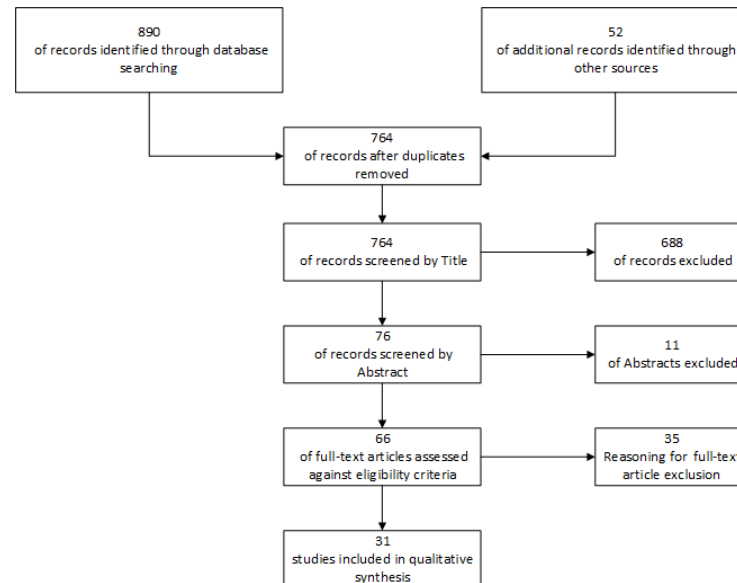 890
of records identified through database
searching
52
of additional records identified through
other sources
764
of records after duplicates
removed
764
of records screened by Title
688
of records excluded
76
of records screened by
Abstract
11
of Abstracts excluded
66
of full-text articles assessed
against eligibility criteria
35
Reasoning for full-text
article exclusion
31
studies included in qualitative
synthesis